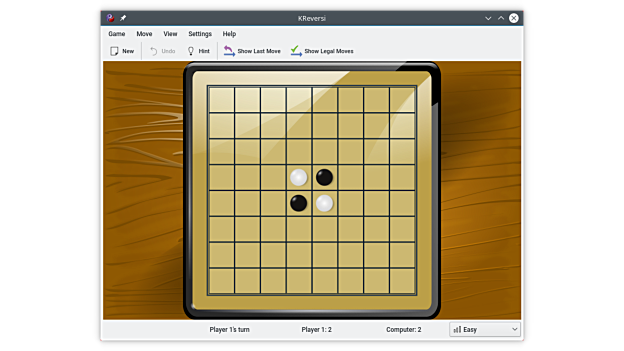 KReversi
Game Move View Settings Help
New Undo Hint Show Last Move Show Legal Moves
Player 1's turn Player 1: 2 Computer: 2 Easy